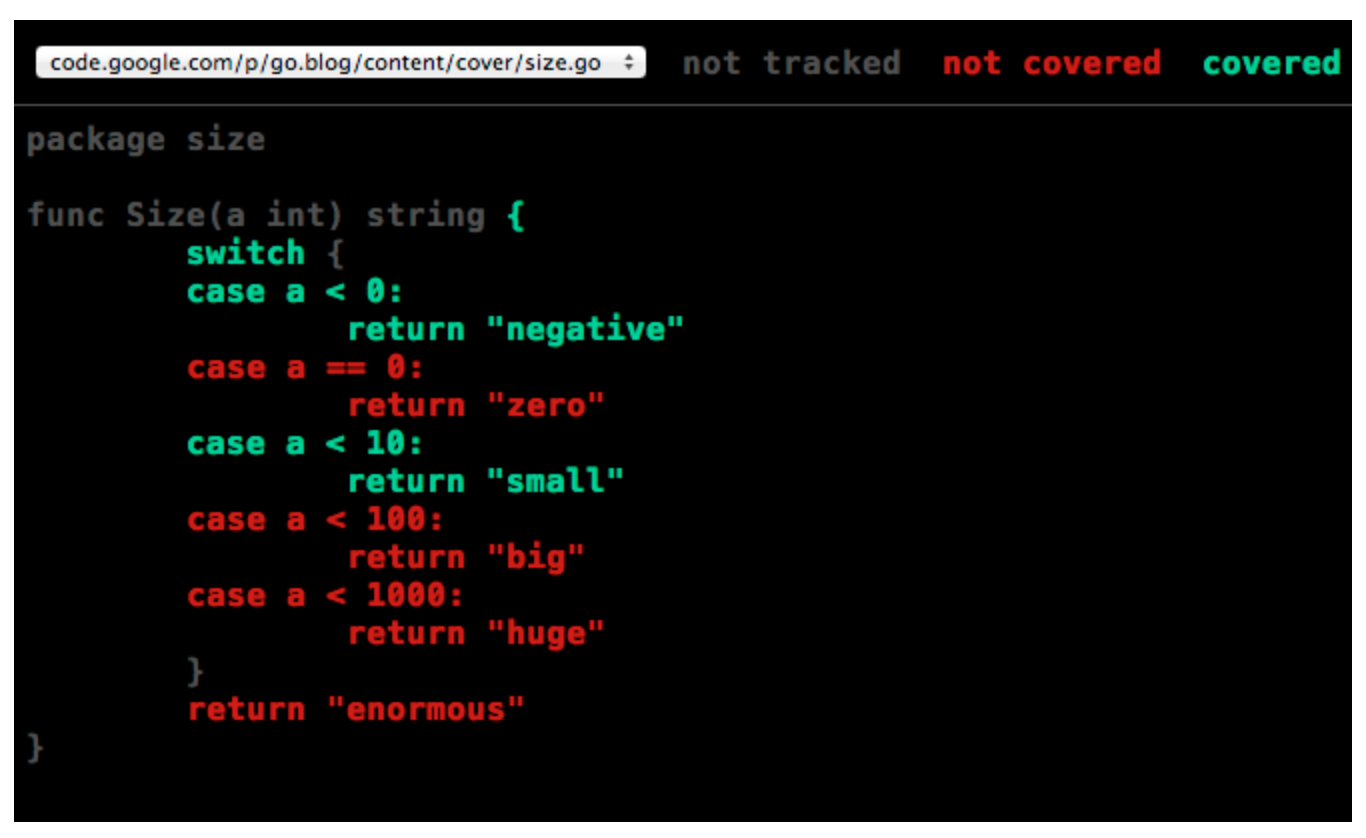 code.google.com/p/go.blog/content/cover/size.go not tracked not covered covered
package size
func Size(a int) string {
switch {
case a < 0:
return "negative"
case a == 0:
return "zero"
case a < 10:
return "small"
case a < 100:
return "big"
case a < 1000:
return "huge"
}
return "enormous"
}